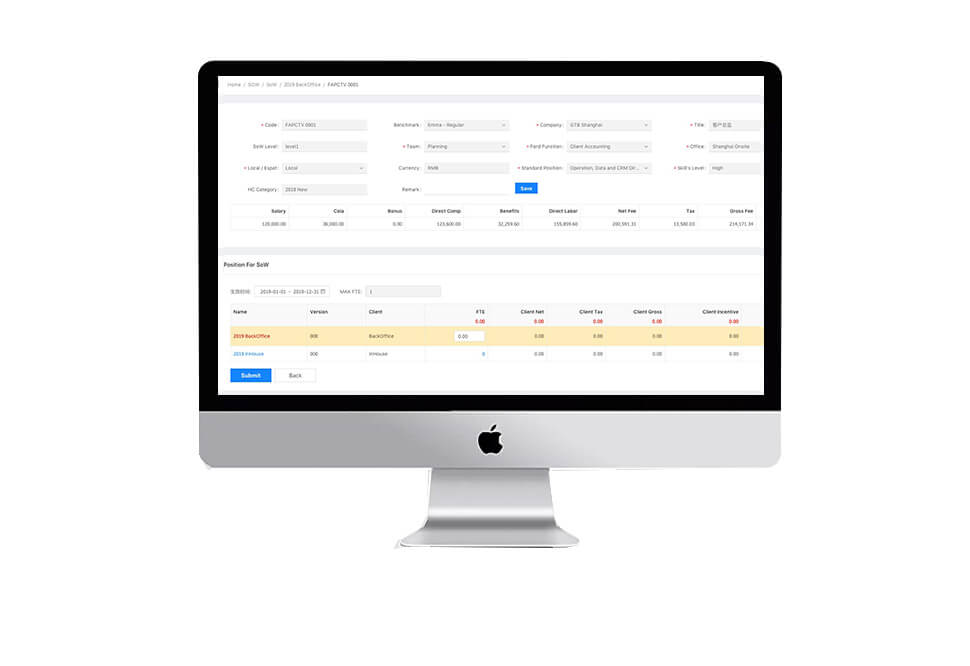 Home / SOW / SoW / 2019 BackOffice / FAPCTV-0001
* Code: FAPCTV-0001 Benchmark: Emma - Regular * Company: GTB Shanghai * Title: 客户总监
SoW Level: level1 * Team: Planning * Ford Function: Client Accounting * Office: Shanghai Onsite
* Local / Expat: Local Currency: RMB * Standard Position: Operation, Data and CRM Dir... * Skill's Level: High
HC Category: 2019 New Remark: Save
Salary Cola Bonus Direct Comp Benefits Direct Labor Net Fee Tax Gross Fee
120,000.00 36,000.00 0.00 123,600.00 32,259.60 155,859.60 13,580.03 214,171.34
Position For SoW
生效时间: 2019-01-01 ~ 2019-12-31 MAX FTE: 1
Name Version Client FTE Client Net Client Tax Client Gross Client Incentive
0.00 0.00 0.00 0.00 0.00
2019 BackOffice 000 BackOffice 0.00 0.00 0.00 0.00 0.00
2019 InHouse 000 InHouse 0 0.00 0.00 0.00 0.00
Submit Back